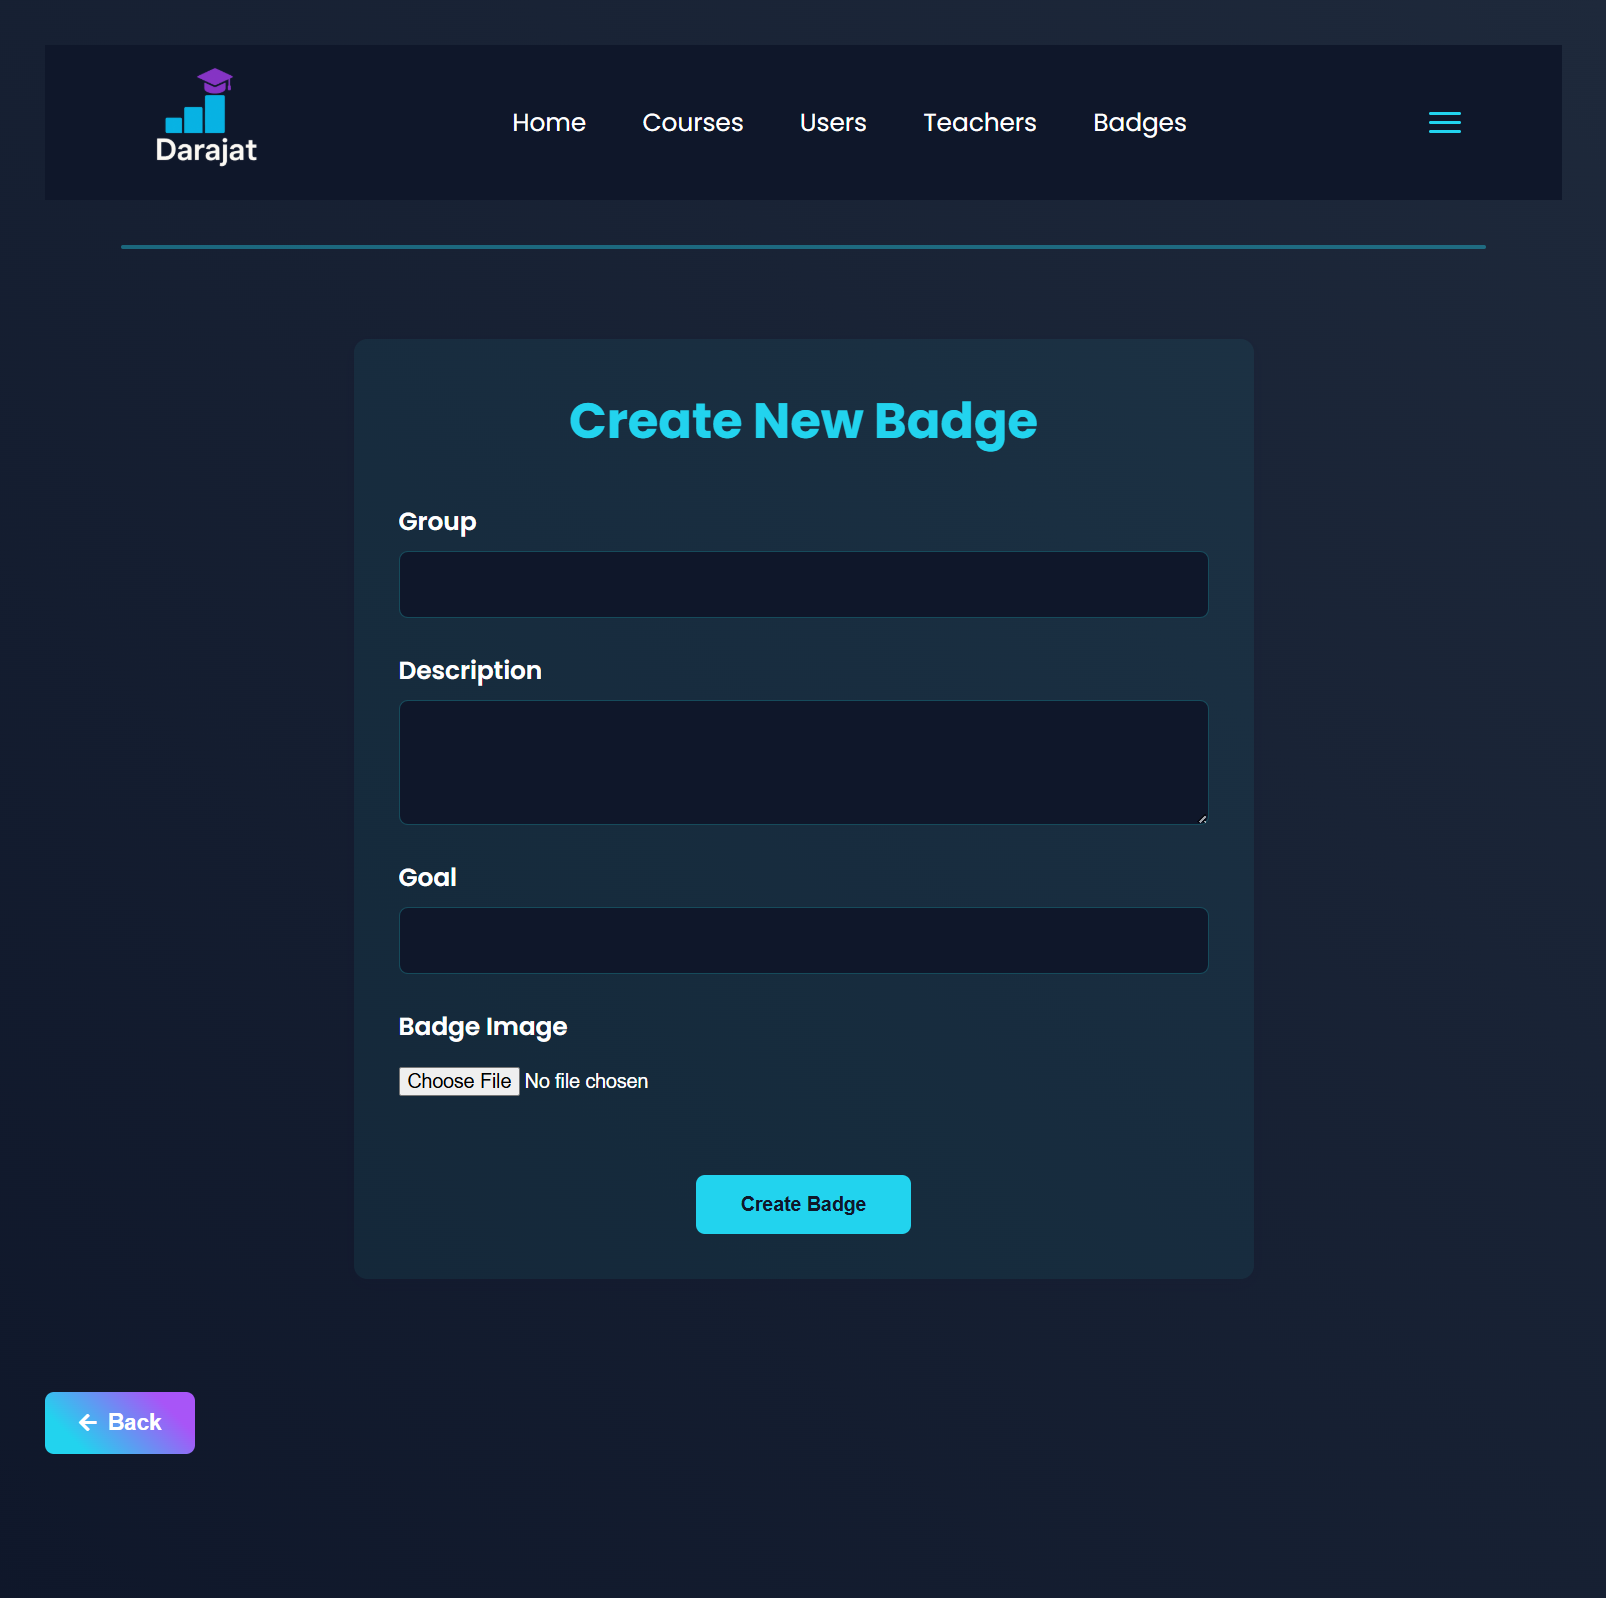 Darajat
Home Courses Users Teachers Badges
Create New Badge
Group
Description
Goal
Badge Image
Choose File No file chosen
Create Badge
Back